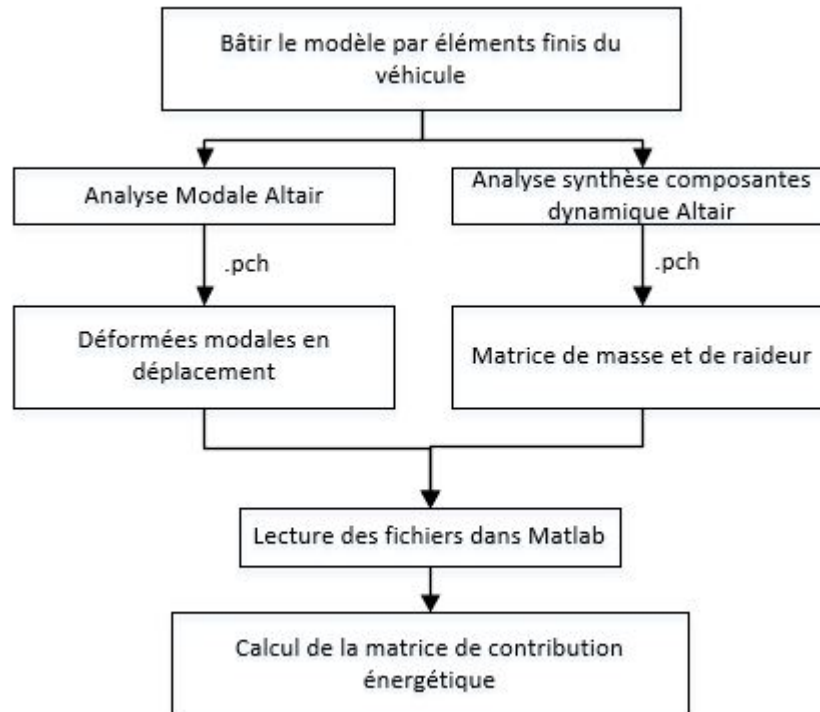 Bâtir le modèle par éléments finis du
véhicule
Analyse Modale Altair
Analyse synthèse composantes
dynamique Altair
.pch
.pch
Déformées modales en
déplacement
Matrice de masse et de raideur
Lecture des fichiers dans Matlab
Calcul de la matrice de contribution
énergétique